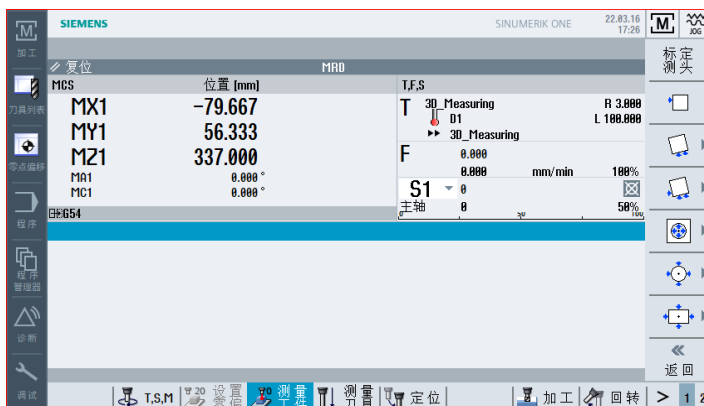 SIEMENS
SINUMERIK ONE
22.03.16
17:26
M
JOG
加工
复位
MRD
标定
测头
MCS
位置 [mm]
T,F,S
MX1
-79.667
MY1
56.333
MZ1
337.000
MA1
0.000 °
MC1
0.000 °
G54
T
3D_Measuring
R 3.000
D1
L 100.000
3D_Measuring
F
0.000
0.000
mm/min
100%
S1
0
主轴
0
50%
0
50
100
刀具列表
零点偏移
程序
程序
管理器
诊断
调试
返回
T,S,M
设置
零偏
测量
工件
测量
刀具
定位
加工
回转
> 1 2